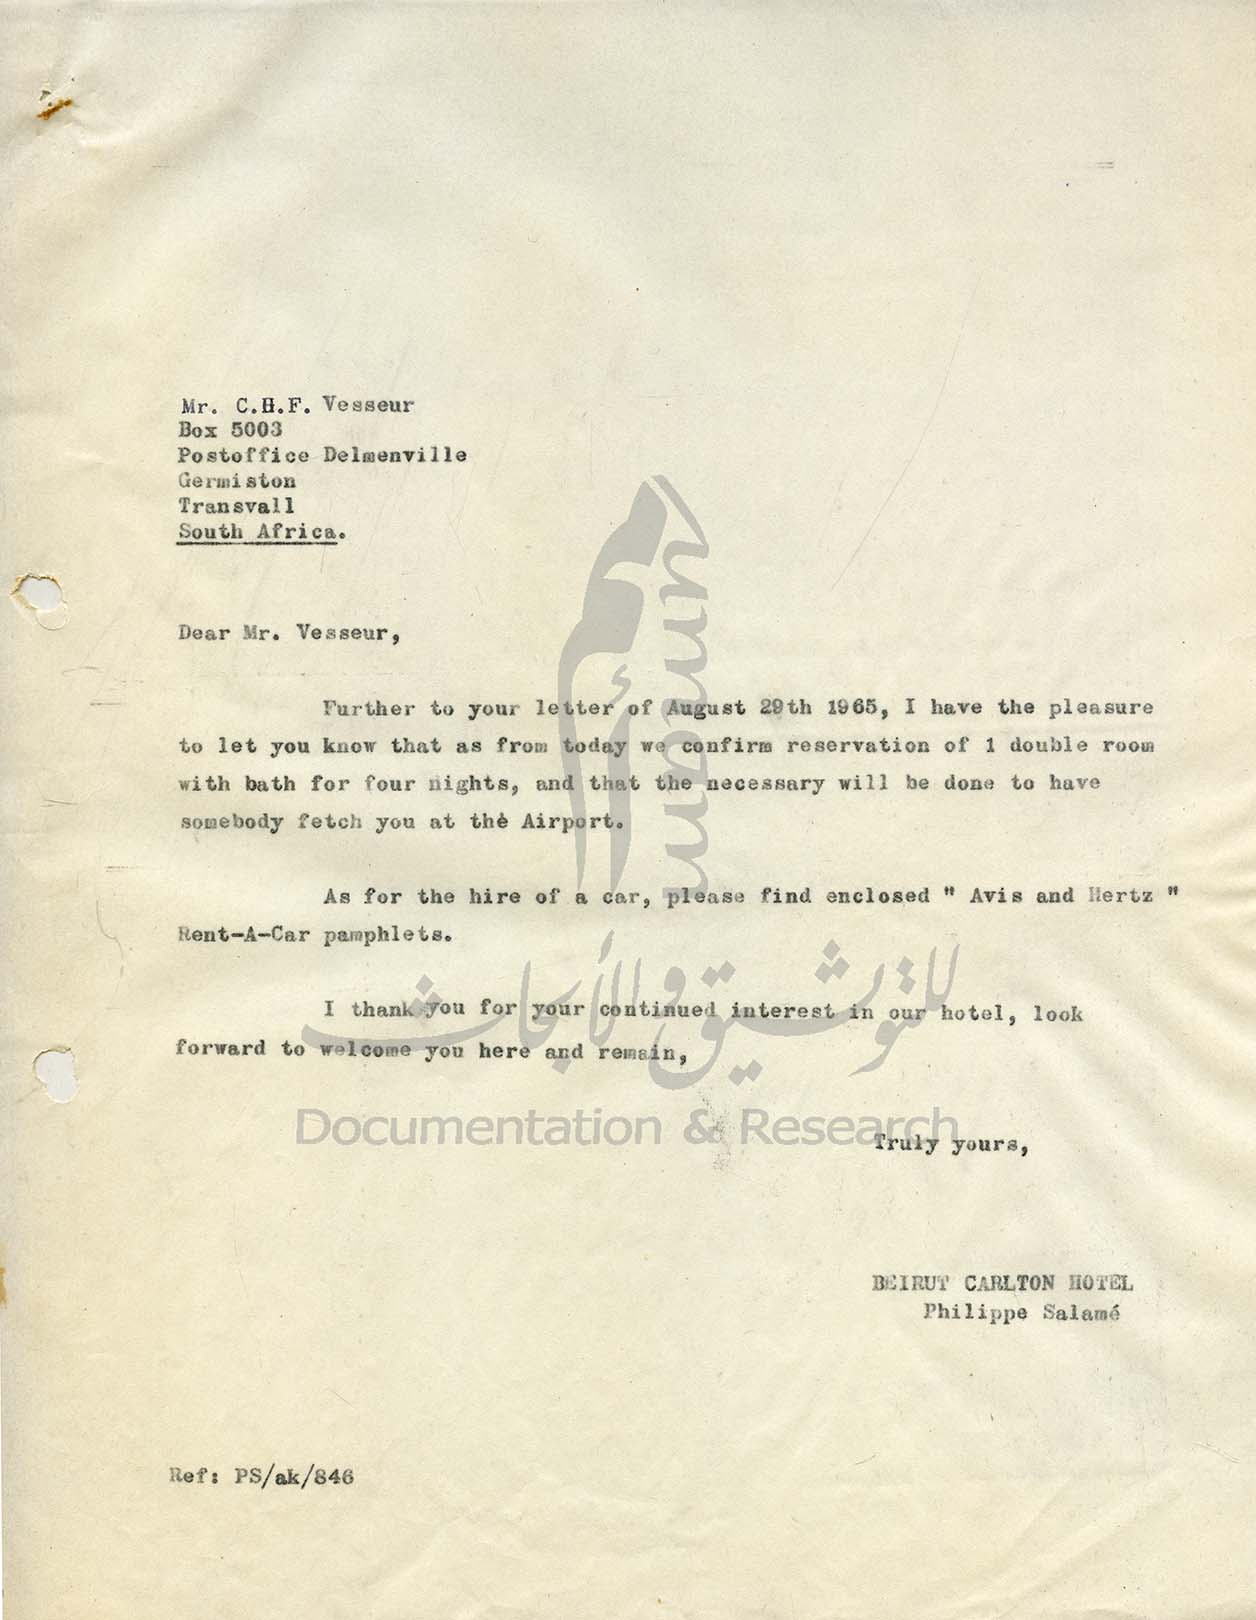 Mr. C.H.F. Vesseur
Box 5003
Postoffice Delmenville
Germiston
Transvall
South Africa.
Dear Mr. Vesseur,
Further to your letter of August 29th 1965, I have the pleasure
to let you know that as from today we confirm reservation of 1 double room
with bath for four nights, and that the necessary will be done to have
somebody fetch you at the Airport.
As for the hire of a car, please find enclosed " Avis and Hertz "
Rent-A-Car pamphlets.
I thank you for your continued interest in our hotel, look
forward to welcome you here and remain,
Truly yours,
BEIRUT CARLTON HOTEL
Philippe Salamé
Ref: PS/ak/846
أمم
umam
للتوثيق و الأبحاث
Documentation & Research